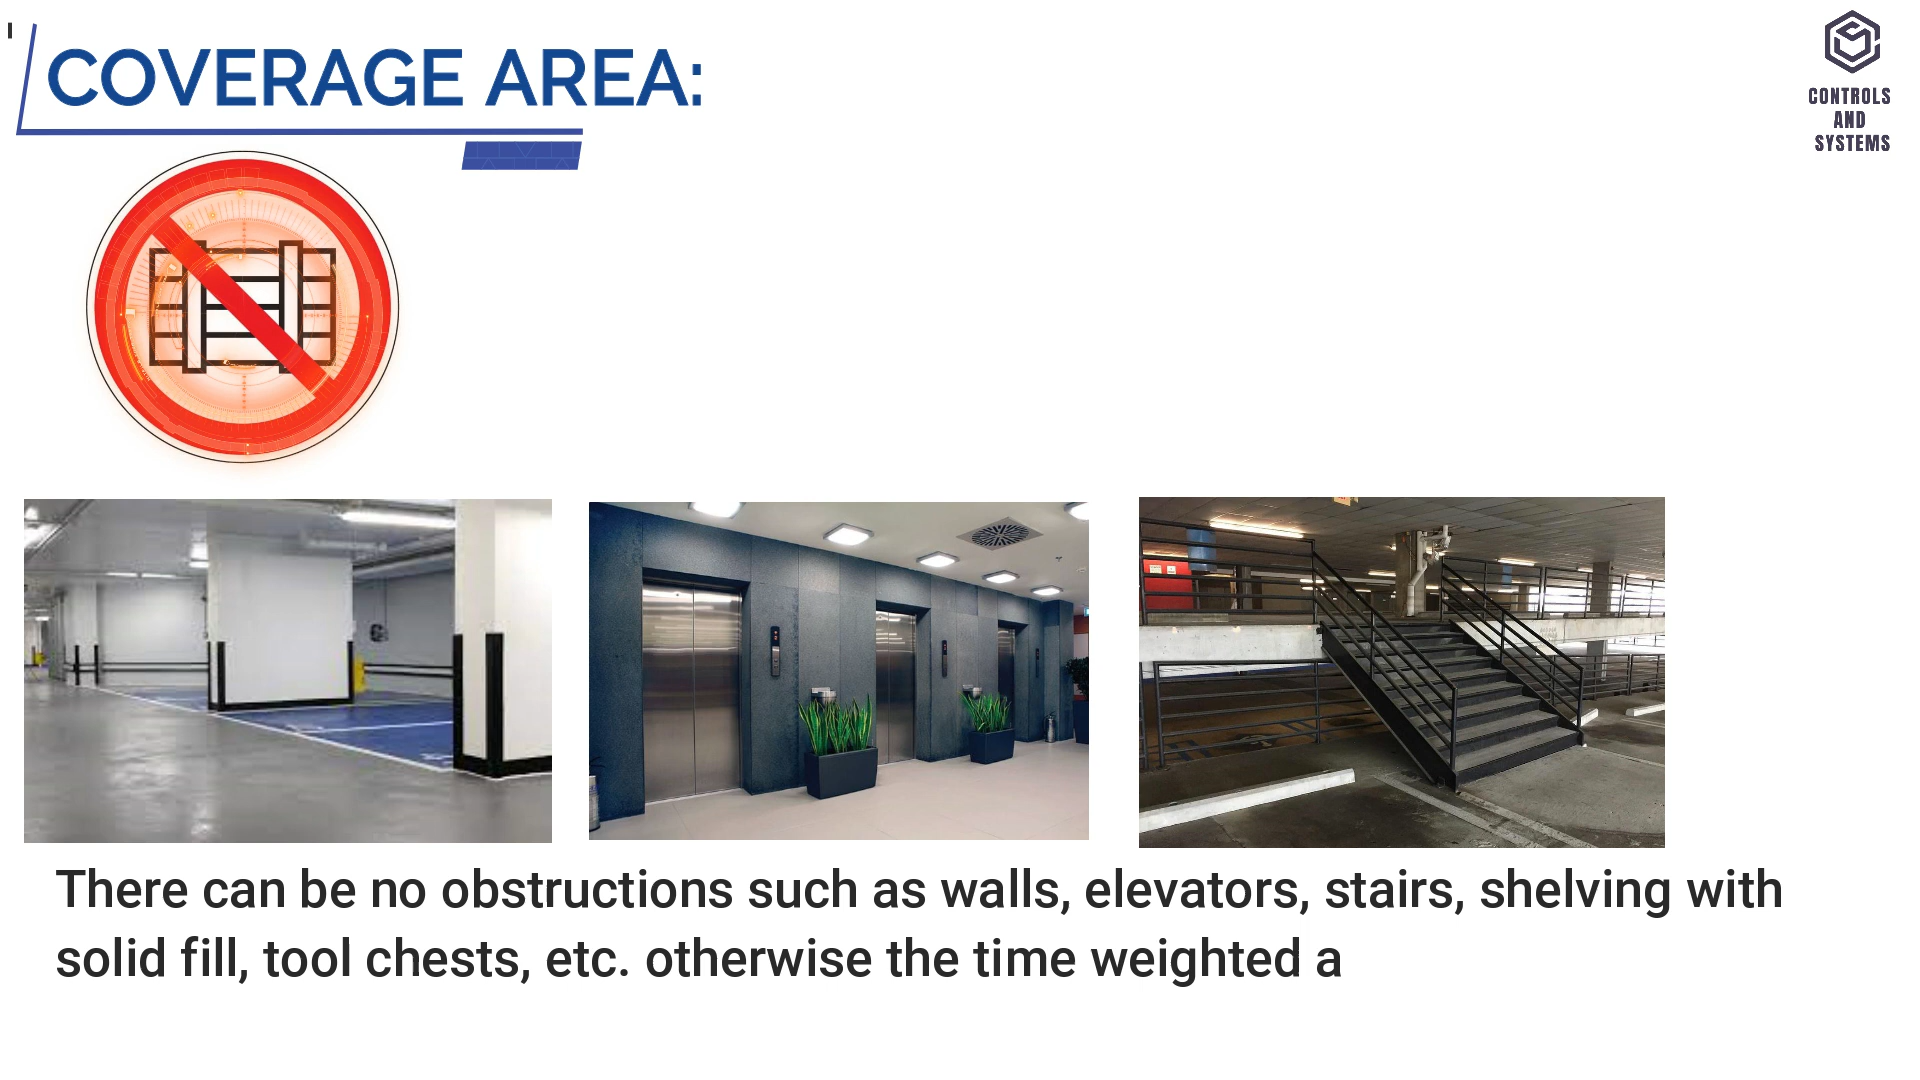 COVERAGE AREA:
CONTROLS
AND
SYSTEMS
There can be no obstructions such as walls, elevators, stairs, shelving with
solid fill, tool chests, etc. otherwise the time weighted a